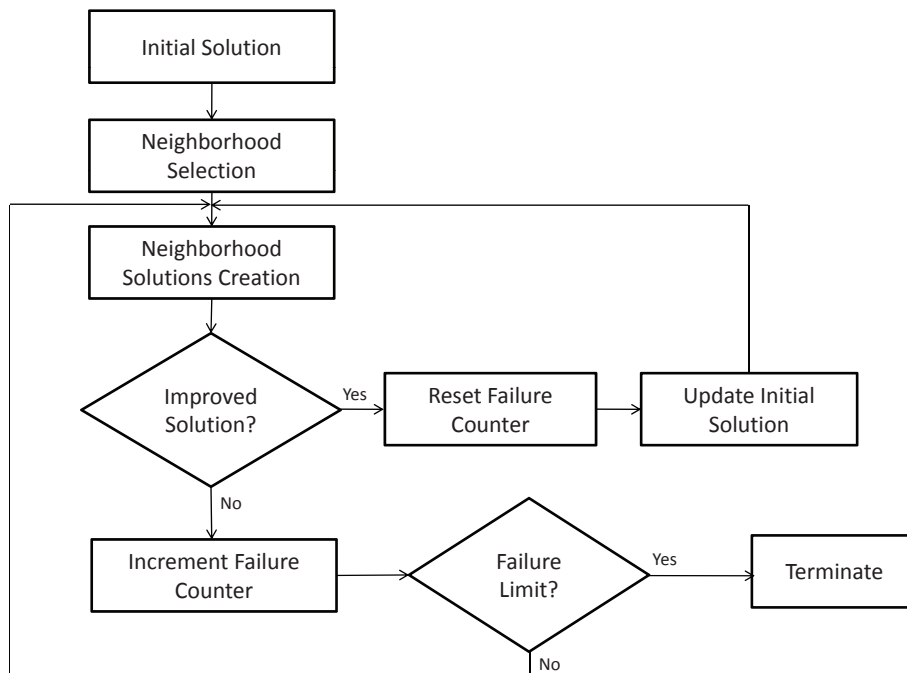 Initial Solution
Neighborhood
Selection
Neighborhood
Solutions Creation
Improved
Solution?
Yes
Reset Failure
Counter
Update Initial
Solution
No
Increment Failure
Counter
Failure
Limit?
Yes
Terminate
No